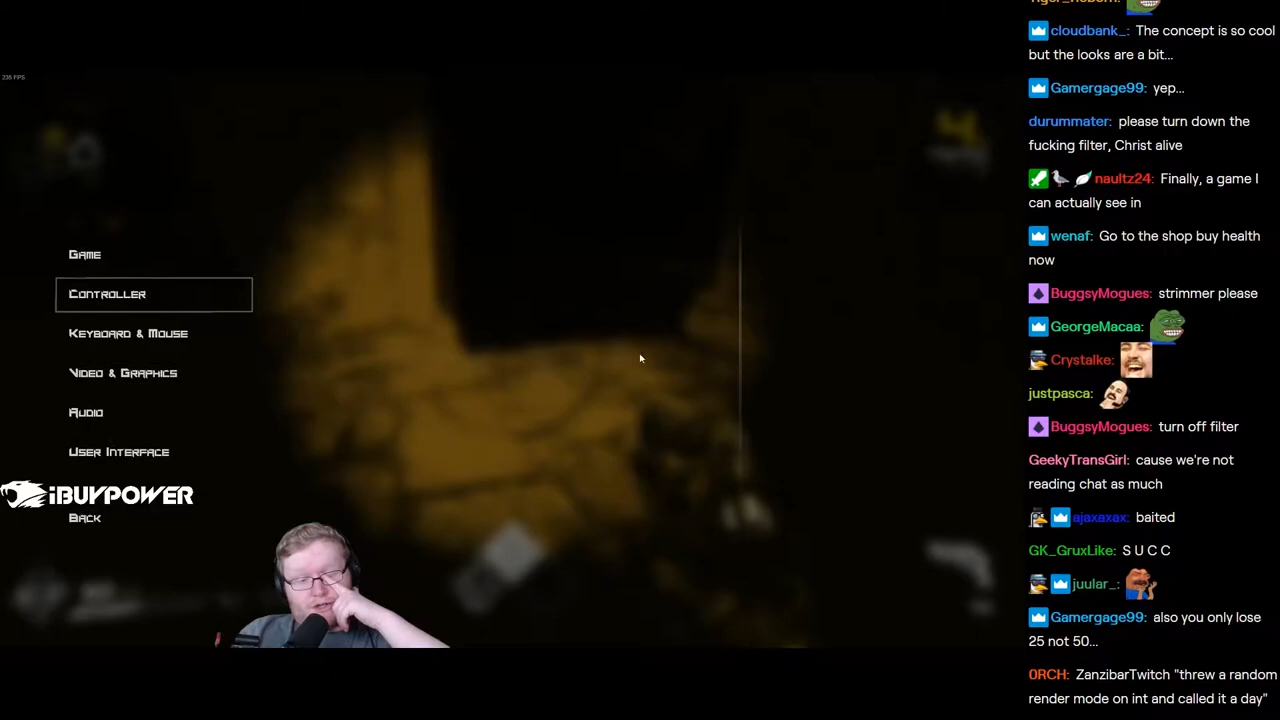 236 FPS
GAME
CONTROLLER
KEYBOARD & MOUSE
VIDEO & GRAPHICS
AUDIO
USER INTERFACE
iBUYPOWER
BACK
cloudbank_: The concept is so cool
but the looks are a bit...
Gamergage99: yep...
durummater: please turn down the
fucking filter, Christ alive
naultz24: Finally, a game I
can actually see in
wenaf: Go to the shop buy health
now
BuggsyMogues: strimmer please
GeorgeMacaa:
Crystalke:
justpasca:
BuggsyMogues: turn off filter
GeekyTransGirl: cause we're not
reading chat as much
ajaxaxax: baited
GK_GruxLike: S U C C
juular_:
Gamergage99: also you only lose
25 not 50...
0RCH: ZanzibarTwitch "threw a random
render mode on int and called it a day"